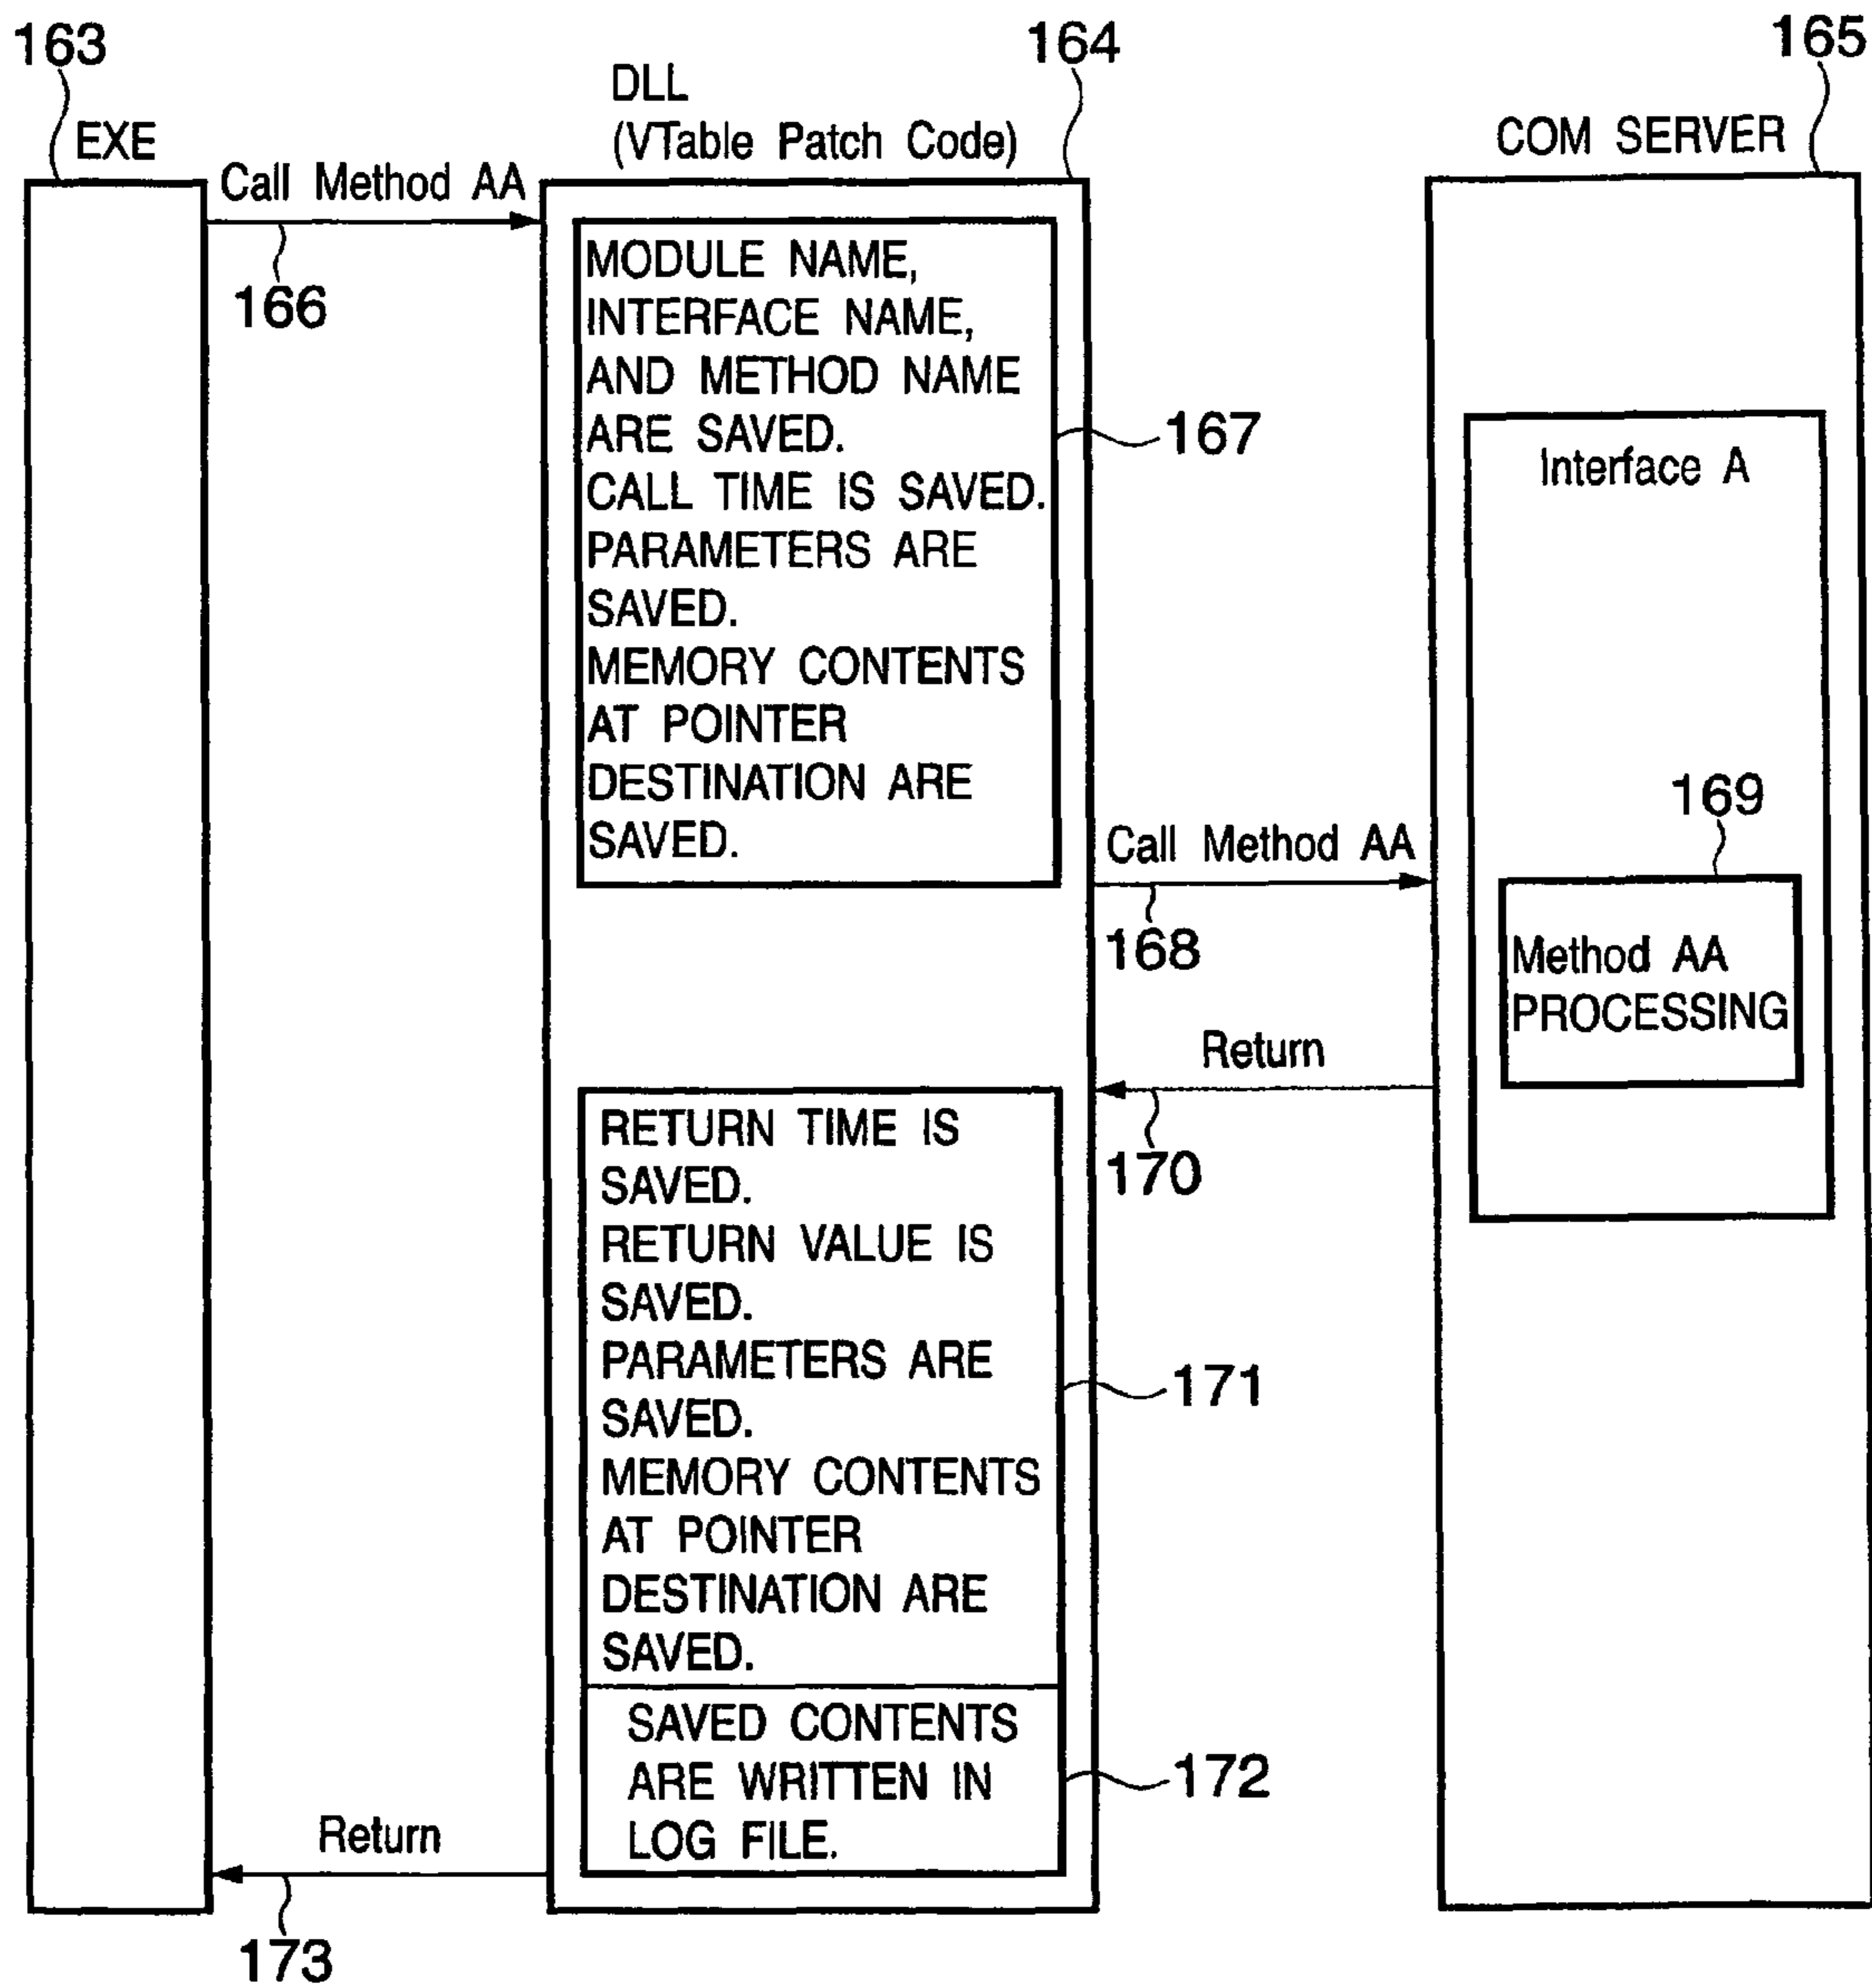 163
164
165
EXE
DLL
(VTable Patch Code)
COM SERVER
Call Method AA
166
MODULE NAME,
INTERFACE NAME,
AND METHOD NAME
ARE SAVED.
CALL TIME IS SAVED.
PARAMETERS ARE
SAVED.
MEMORY CONTENTS
AT POINTER
DESTINATION ARE
SAVED.
167
Interface A
Call Method AA
168
169
Method AA
PROCESSING
Return
170
RETURN TIME IS
SAVED.
RETURN VALUE IS
SAVED.
PARAMETERS ARE
SAVED.
MEMORY CONTENTS
AT POINTER
DESTINATION ARE
SAVED.
171
SAVED CONTENTS
ARE WRITTEN IN
LOG FILE.
172
Return
173